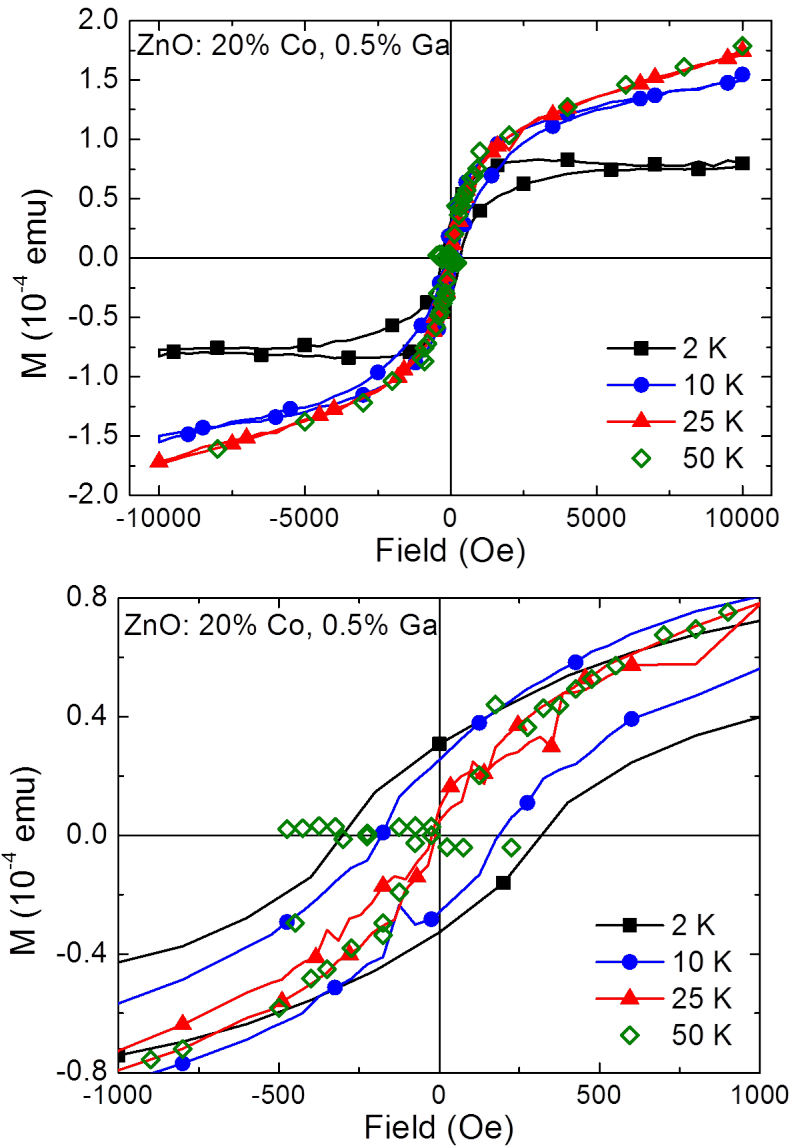 ZnO: 20% Co, 0.5% Ga
2.0
1.5
1.0
0.5
0.0
-0.5
-1.0
-1.5
-2.0
M (10⁻⁴ emu)
2 K
10 K
25 K
50 K
-10000 -5000 0 5000 10000
Field (Oe)
ZnO: 20% Co, 0.5% Ga
0.8
0.4
0.0
-0.4
-0.8
M (10⁻⁴ emu)
2 K
10 K
25 K
50 K
-1000 -500 0 500 1000
Field (Oe)